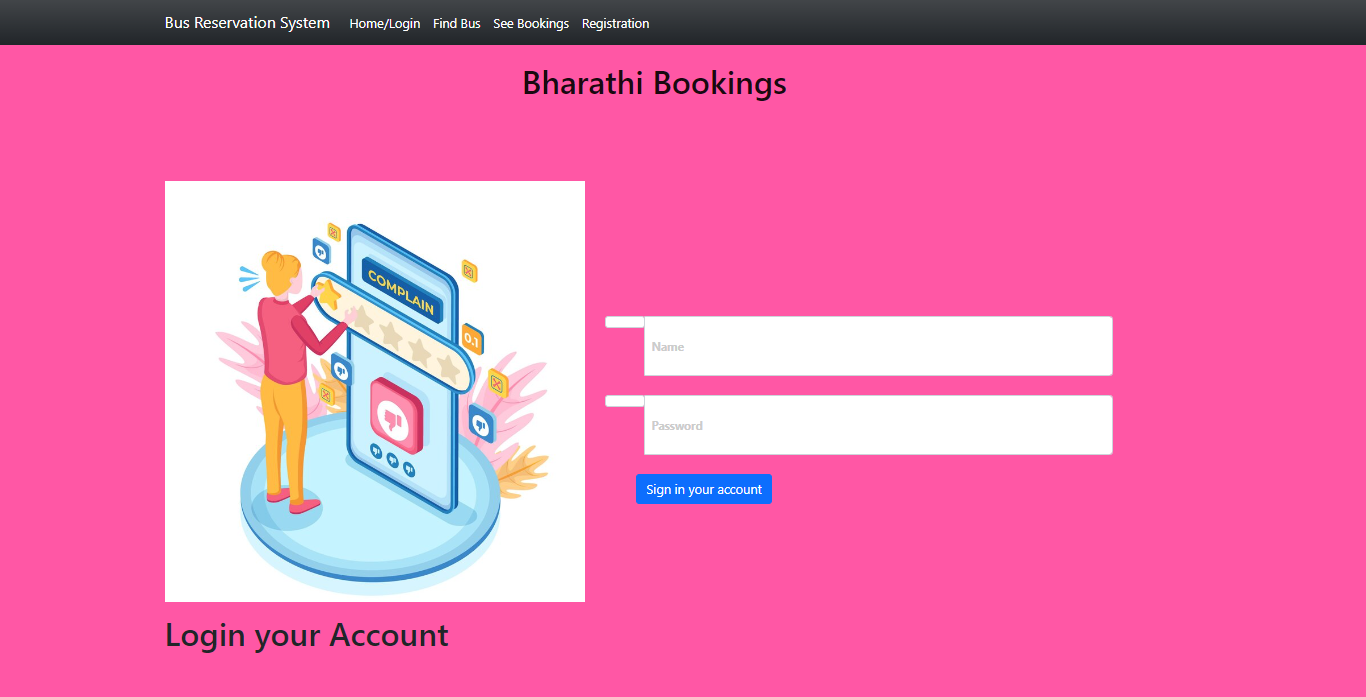 Bus Reservation System Home/Login Find Bus See Bookings Registration
Bharathi Bookings
COMPLAIN
0.1
Name
Password
Sign in your account
Login your Account